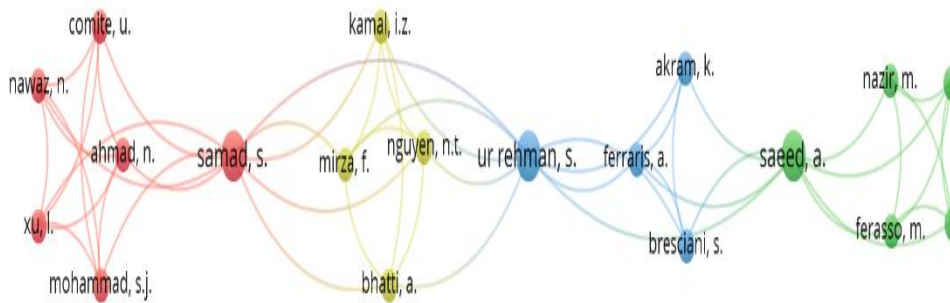 comite, u.
kamal, i.z.
akram, k.
nawaz, n.
nazir, m.
ahmad, n.
samad, s.
mirza, f.
nguyen, n.t.
ur rehman, s.
ferraris, a.
saeed, a.
xu, l.
bresciani, s.
ferasso, m.
mohammad, s.j.
bhatti, a.